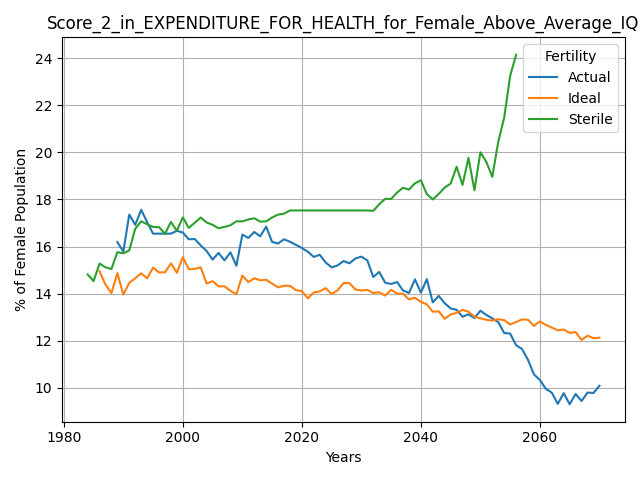 Score_2_in_EXPENDITURE_FOR_HEALTH_for_Female_Above_Average_IQ
Fertility
Actual
Ideal
Sterile
% of Female Population
24
22
20
18
16
14
12
10
1980
2000
2020
2040
2060
Years